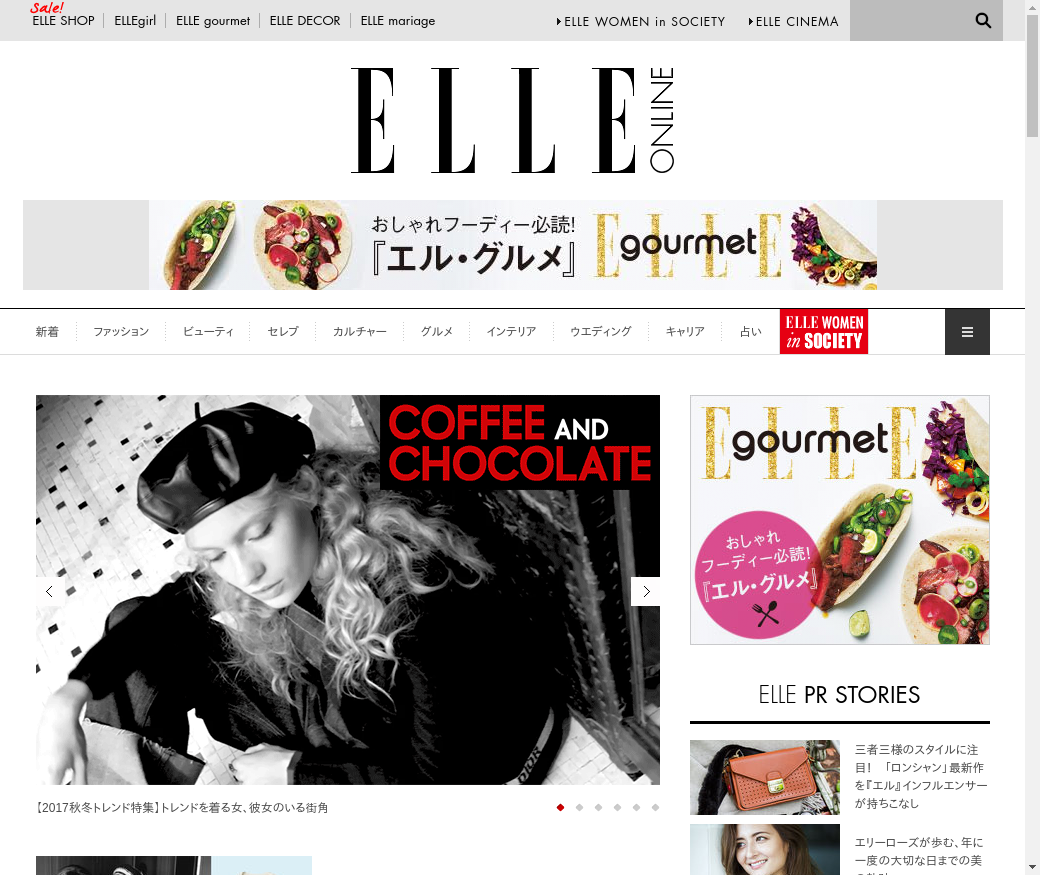 Sale!
ELLE SHOP
ELLEgirl
ELLE gourmet
ELLE DECOR
ELLE mariage
ELLE WOMEN in SOCIETY
ELLE CINEMA
ELLE ONLINE
おしゃれフーディー必読!
『エル・グルメ』
ELLE gourmet
新着
ファッション
ビューティ
セレブ
カルチャー
グルメ
インテリア
ウエディング
キャリア
占い
ELLE WOMEN
in SOCIETY
COFFEE AND
CHOCOLATE
DIOR
【2017秋冬トレンド特集】トレンドを着る女、彼女のいる街角
ELLE gourmet
おしゃれ
フーディー必読!
『エル・グルメ』
ELLE PR STORIES
三者三様のスタイルに注
目!　「ロンシャン」最新作
を『エル』インフルエンサー
が持ちこなし
エリーローズが歩む、年に
一度の大切な日までの美